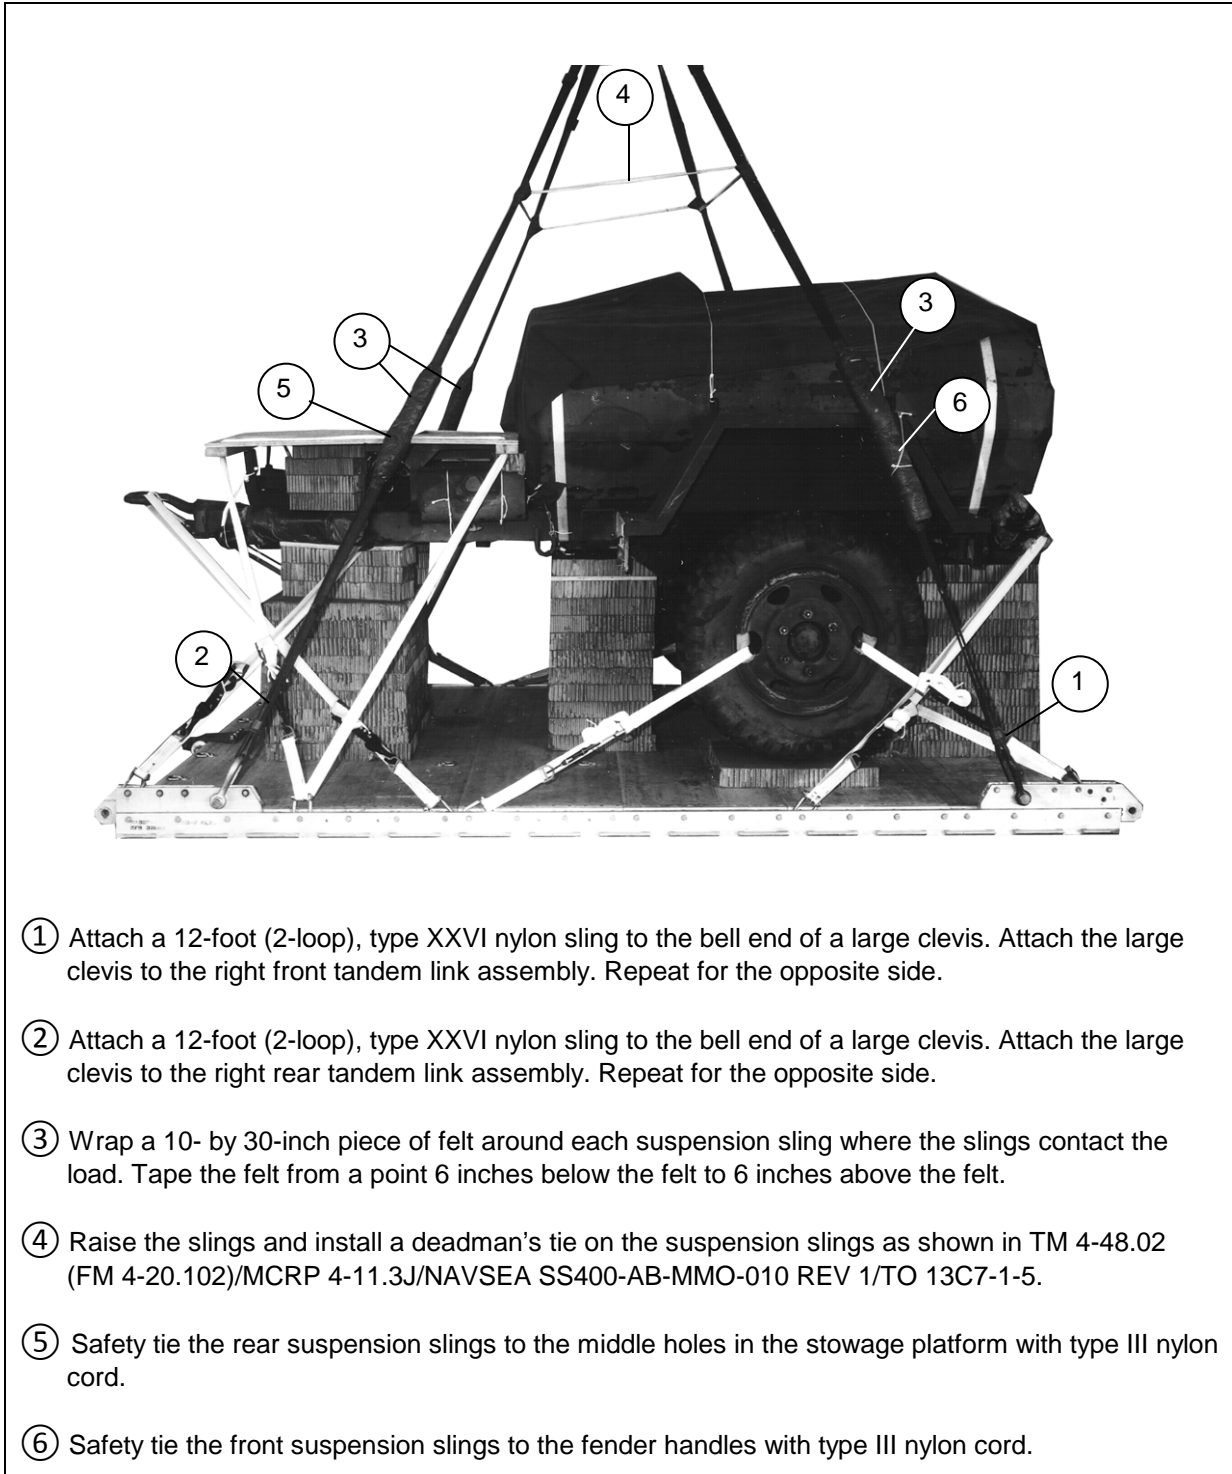 4
3
3
5
6
2
1
① Attach a 12-foot (2-loop), type XXVI nylon sling to the bell end of a large clevis. Attach the large
clevis to the right front tandem link assembly. Repeat for the opposite side.
② Attach a 12-foot (2-loop), type XXVI nylon sling to the bell end of a large clevis. Attach the large
clevis to the right rear tandem link assembly. Repeat for the opposite side.
③ Wrap a 10- by 30-inch piece of felt around each suspension sling where the slings contact the
load. Tape the felt from a point 6 inches below the felt to 6 inches above the felt.
④ Raise the slings and install a deadman’s tie on the suspension slings as shown in TM 4-48.02
(FM 4-20.102)/MCRP 4-11.3J/NAVSEA SS400-AB-MMO-010 REV 1/TO 13C7-1-5.
⑤ Safety tie the rear suspension slings to the middle holes in the stowage platform with type III nylon
cord.
⑥ Safety tie the front suspension slings to the fender handles with type III nylon cord.